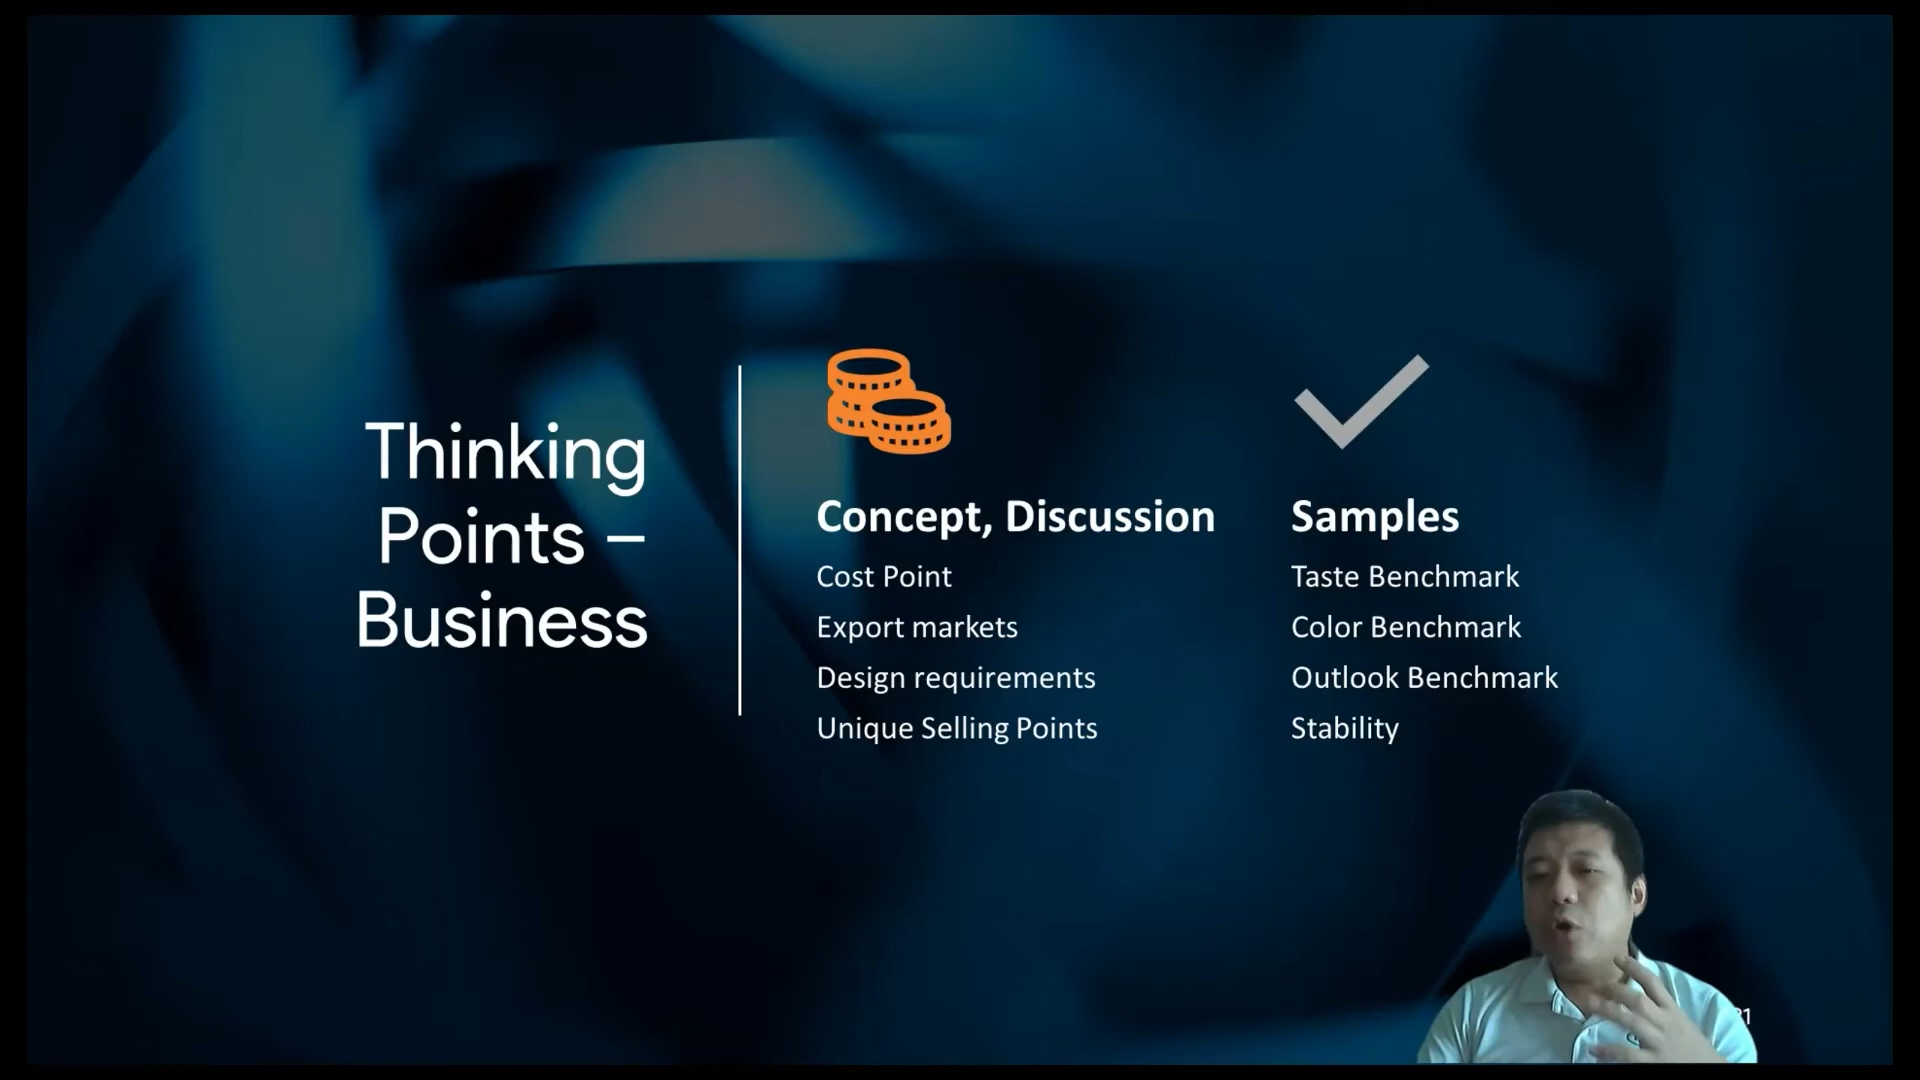 Thinking
Points –
Business
Concept, Discussion
Cost Point
Export markets
Design requirements
Unique Selling Points
Samples
Taste Benchmark
Color Benchmark
Outlook Benchmark
Stability